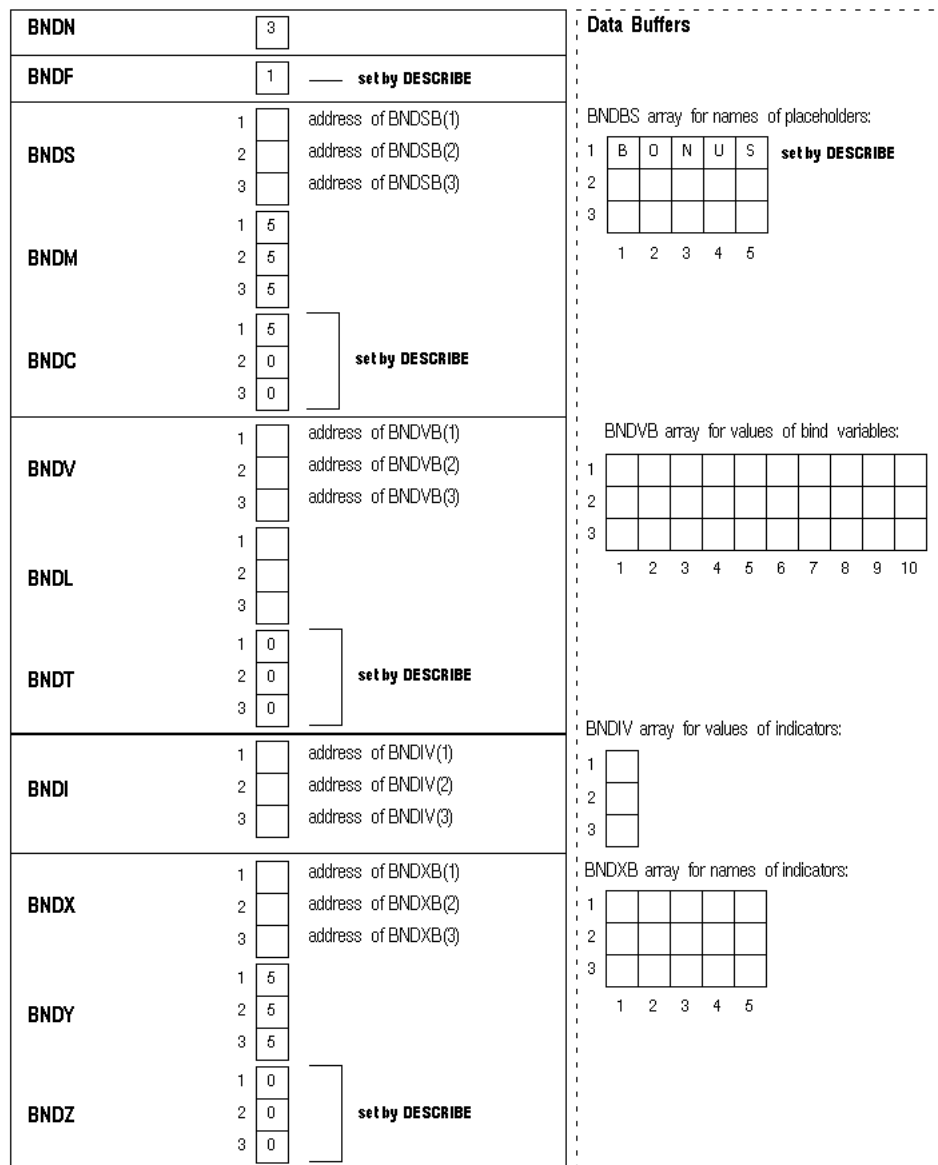 BNDN 3
BNDF 1 set by DESCRIBE
BNDS
1 address of BNDSB(1)
2 address of BNDSB(2)
3 address of BNDSB(3)
BNDM
1 5
2 5
3 5
BNDC
1 5
2 0
3 0
set by DESCRIBE
BNDV
1 address of BNDVB(1)
2 address of BNDVB(2)
3 address of BNDVB(3)
BNDL
1
2
3
BNDT
1 0
2 0
3 0
set by DESCRIBE
BNDI
1 address of BNDIV(1)
2 address of BNDIV(2)
3 address of BNDIV(3)
BNDX
1 address of BNDXB(1)
2 address of BNDXB(2)
3 address of BNDXB(3)
BNDY
1 5
2 5
3 5
BNDZ
1 0
2 0
3 0
set by DESCRIBE
Data Buffers
BNDBS array for names of placeholders:
1 B O N U S set by DESCRIBE
2
3
1 2 3 4 5
BNDVB array for values of bind variables:
1
2
3
1 2 3 4 5 6 7 8 9 10
BNDIV array for values of indicators:
1
2
3
BNDXB array for names of indicators:
1
2
3
1 2 3 4 5